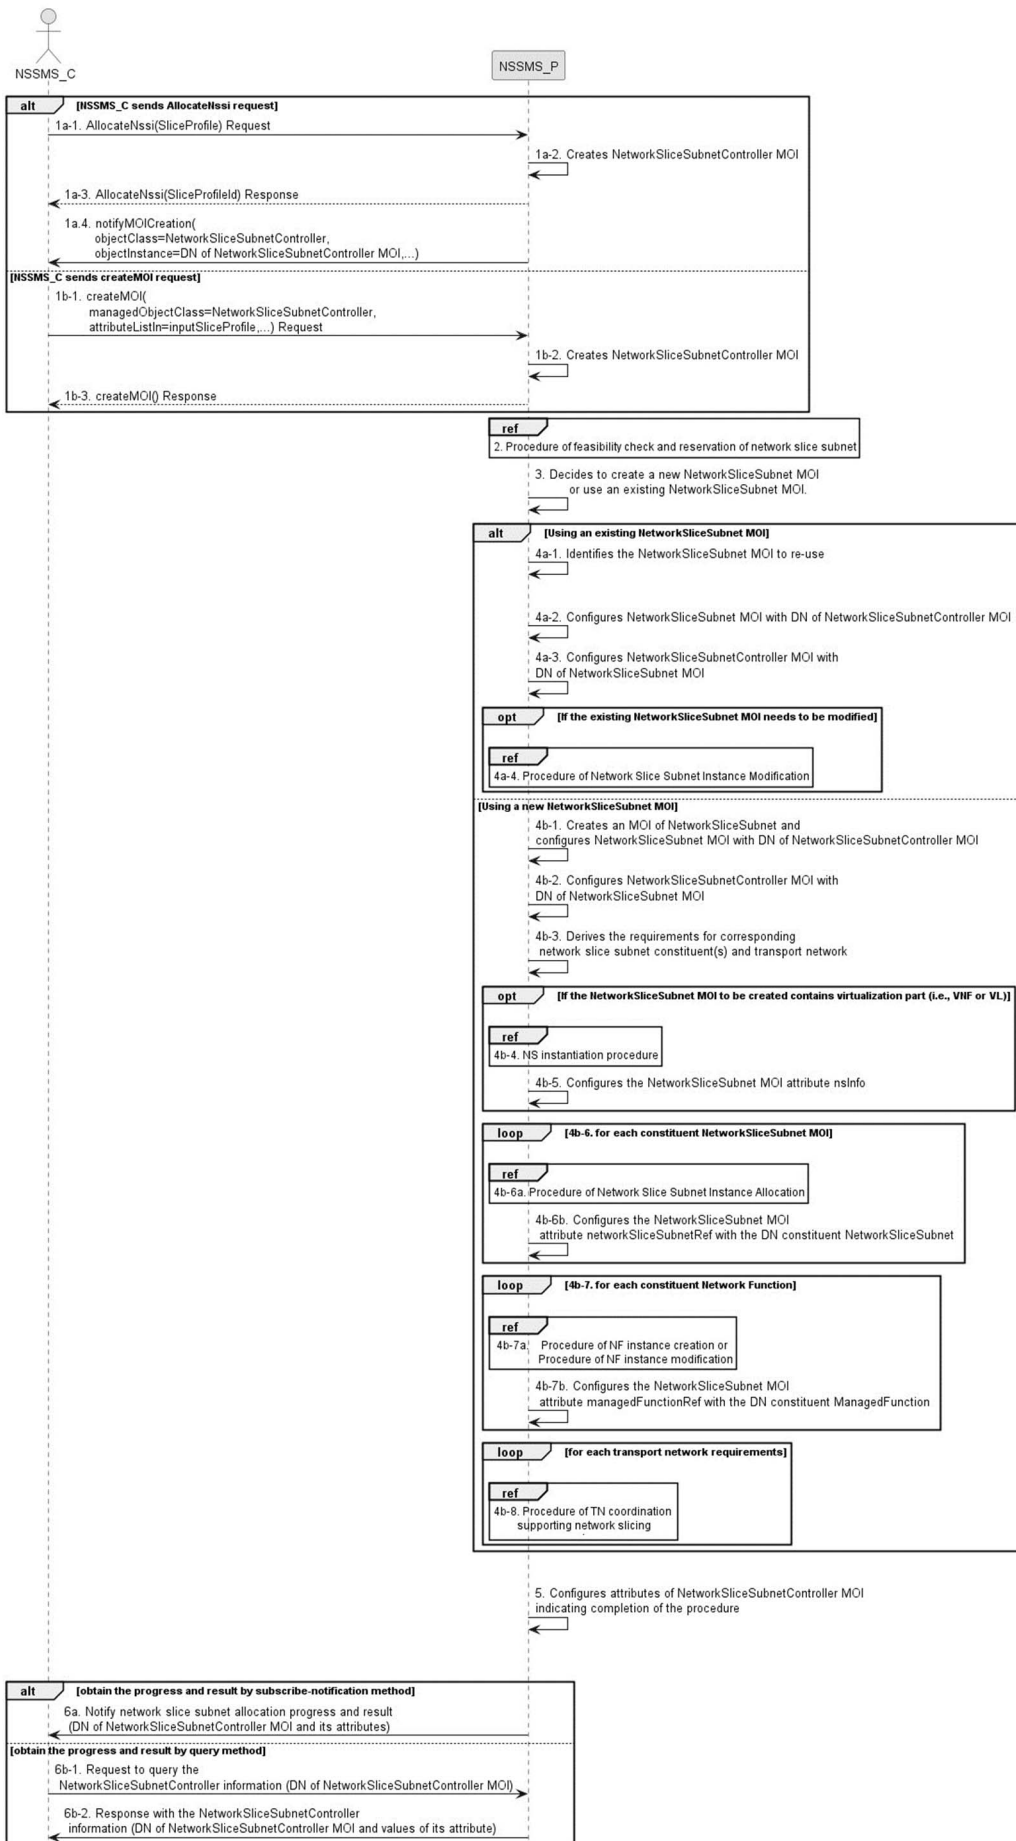 NSSMS_C
NSSMS_P
alt [NSSMS_C sends AllocateNssi request]
1a-1. AllocateNssi(SliceProfile) Request
1a-2. Creates NetworkSliceSubnetController MOI
1a-3. AllocateNssi(SliceProfileId) Response
1a.4. notifyMOICreation(
objectClass=NetworkSliceSubnetController,
objectInstance=DN of NetworkSliceSubnetController MOI,...)
[NSSMS_C sends createMOI request]
1b-1. createMOI(
managedObjectClass=NetworkSliceSubnetController,
attributeListIn=inputSliceProfile,...) Request
1b-2. Creates NetworkSliceSubnetController MOI
1b-3. createMOI() Response
ref
2. Procedure of feasibility check and reservation of network slice subnet
3. Decides to create a new NetworkSliceSubnet MOI
or use an existing NetworkSliceSubnet MOI.
alt [Using an existing NetworkSliceSubnet MOI]
4a-1. Identifies the NetworkSliceSubnet MOI to re-use
4a-2. Configures NetworkSliceSubnet MOI with DN of NetworkSliceSubnetController MOI
4a-3. Configures NetworkSliceSubnetController MOI with
DN of NetworkSliceSubnet MOI
opt [If the existing NetworkSliceSubnet MOI needs to be modified]
ref
4a-4. Procedure of Network Slice Subnet Instance Modification
[Using a new NetworkSliceSubnet MOI]
4b-1. Creates an MOI of NetworkSliceSubnet and
configures NetworkSliceSubnet MOI with DN of NetworkSliceSubnetController MOI
4b-2. Configures NetworkSliceSubnetController MOI with
DN of NetworkSliceSubnet MOI
4b-3. Derives the requirements for corresponding
network slice subnet constituent(s) and transport network
opt [If the NetworkSliceSubnet MOI to be created contains virtualization part (i.e., VNF or VL)]
ref
4b-4. NS instantiation procedure
4b-5. Configures the NetworkSliceSubnet MOI attribute nsInfo
loop [4b-6. for each constituent NetworkSliceSubnet MOI]
ref
4b-6a. Procedure of Network Slice Subnet Instance Allocation
4b-6b. Configures the NetworkSliceSubnet MOI
attribute networkSliceSubnetRef with the DN constituent NetworkSliceSubnet
loop [4b-7. for each constituent Network Function]
ref
4b-7a. Procedure of NF instance creation or
Procedure of NF instance modification
4b-7b. Configures the NetworkSliceSubnet MOI
attribute managedFunctionRef with the DN constituent ManagedFunction
loop [for each transport network requirements]
ref
4b-8. Procedure of TN coordination
supporting network slicing
5. Configures attributes of NetworkSliceSubnetController MOI
indicating completion of the procedure
alt [obtain the progress and result by subscribe-notification method]
6a. Notify network slice subnet allocation progress and result
(DN of NetworkSliceSubnetController MOI and its attributes)
[obtain the progress and result by query method]
6b-1. Request to query the
NetworkSliceSubnetController information (DN of NetworkSliceSubnetController MOI)
6b-2. Response with the NetworkSliceSubnetController
information (DN of NetworkSliceSubnetController MOI and values of its attribute)